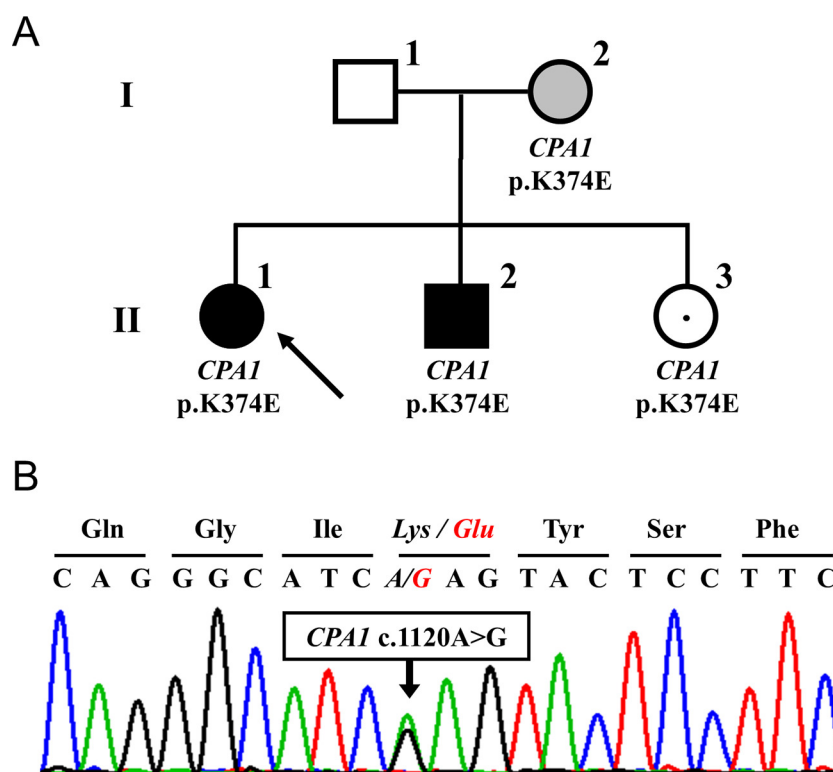 A
1
2
I
CPA1
p.K374E
1
2
3
II
CPA1
p.K374E
CPA1
p.K374E
CPA1
p.K374E
B
Gln Gly Ile Lys / Glu Tyr Ser Phe
C A G G G C A T C A/G A G T A C T C C T T C
CPA1 c.1120A>G